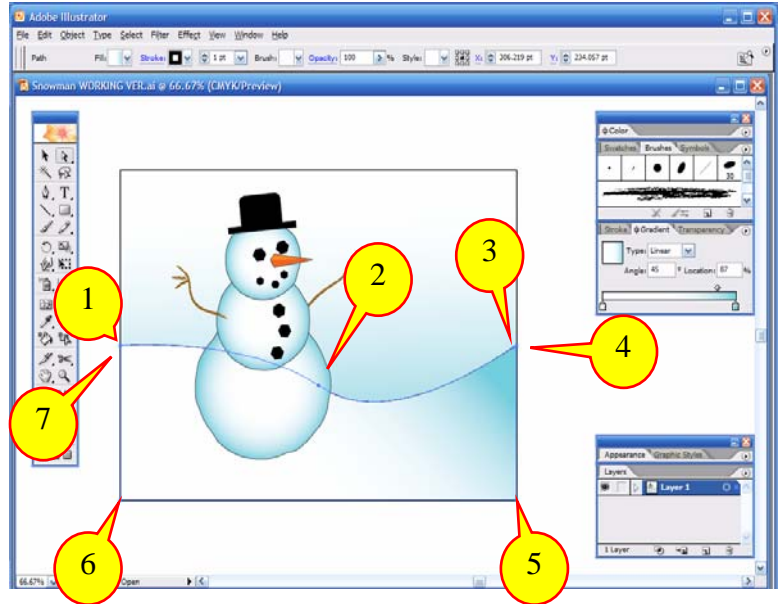 Adobe Illustrator
File Edit Object Type Select Filter Effect View Window Help
Path Fill: Stroke: 1 pt Brush: Opacity: 100 % Style: X: 306.219 pt Y: 234.057 pt
Snowman WORKING VER.ai @ 66.67% (CMYK/Preview)
Color
Swatches Brushes Symbols
30
Stroke Gradient Transparency
Type: Linear
Angle: 45 ° Location: 87 %
1
2
3
4
7
Appearance Graphic Styles
Layers
Layer 1
1 Layer
6
5
66.67% Open